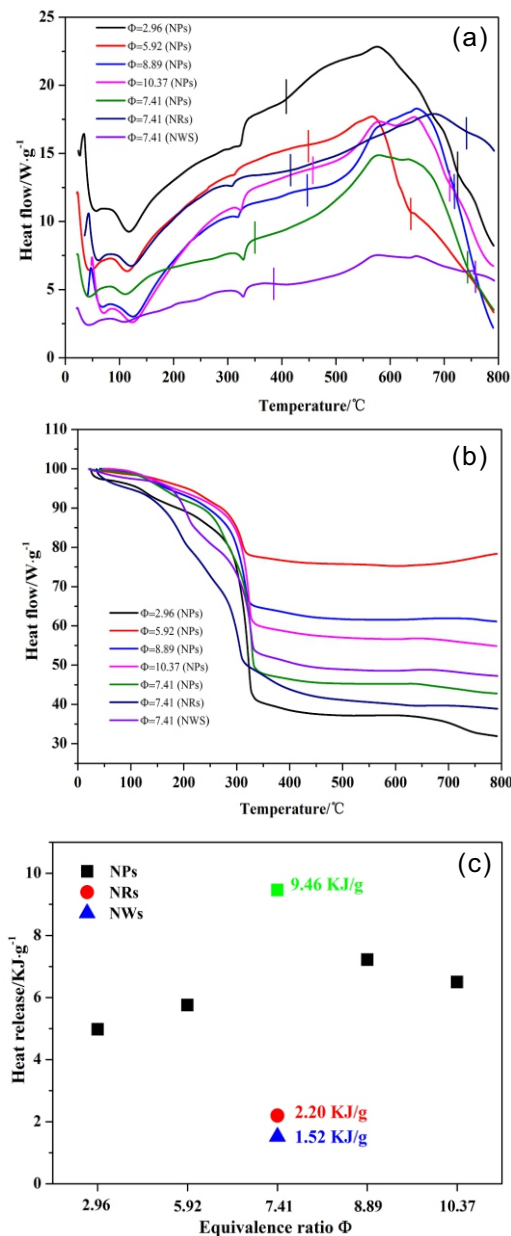 (a)
Φ=2.96 (NPs)
Φ=5.92 (NPs)
Φ=8.89 (NPs)
Φ=10.37 (NPs)
Φ=7.41 (NPs)
Φ=7.41 (NRs)
Φ=7.41 (NWS)
Heat flow/W·g⁻¹
25
20
15
10
5
0
0 100 200 300 400 500 600 700 800
Temperature/℃
(b)
Heat flow/W·g⁻¹
110
100
90
80
70
60
50
40
30
Φ=2.96 (NPs)
Φ=5.92 (NPs)
Φ=8.89 (NPs)
Φ=10.37 (NPs)
Φ=7.41 (NPs)
Φ=7.41 (NRs)
Φ=7.41 (NWS)
0 100 200 300 400 500 600 700 800
Temperature/℃
(c)
NPs
NRs
NWs
9.46 KJ/g
2.20 KJ/g
1.52 KJ/g
Heat release/KJ·g⁻¹
10
8
6
4
2
0
2.96 5.92 7.41 8.89 10.37
Equivalence ratio Φ